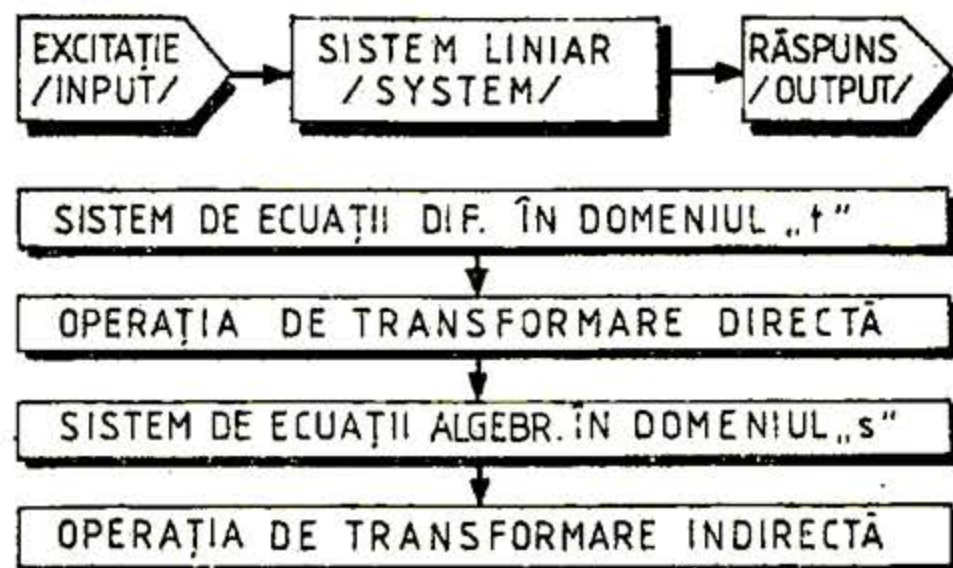 EXCITAȚIE
/INPUT/
SISTEM LINIAR
/SYSTEM/
RĂSPUNS
/OUTPUT/
SISTEM DE ECUAȚII DIF. ÎN DOMENIUL „t”
OPERAȚIA DE TRANSFORMARE DIRECTĂ
SISTEM DE ECUAȚII ALGEBR. ÎN DOMENIUL „s”
OPERAȚIA DE TRANSFORMARE INDIRECTĂ